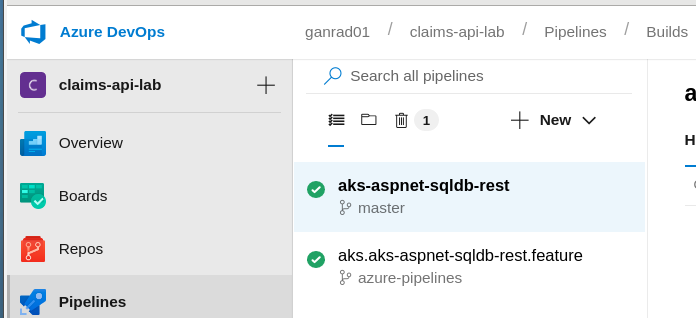 Azure DevOps
ganrad01 / claims-api-lab / Pipelines / Builds
C claims-api-lab
Search all pipelines
1
New
Overview
Boards
Repos
Pipelines
aks-aspnet-sqldb-rest
master
aks.aks-aspnet-sqldb-rest.feature
azure-pipelines